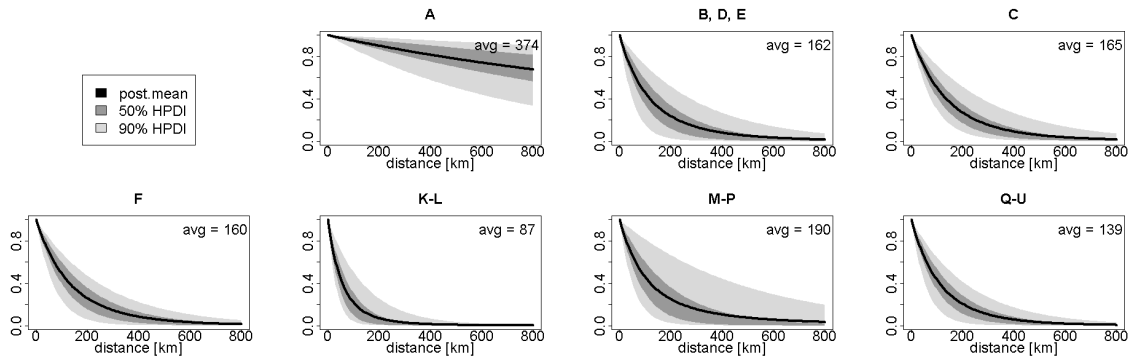 A
B, D, E
C
avg = 374
avg = 162
avg = 165
post.mean
50% HPDI
90% HPDI
0.0 0.4 0.8
0.0 0.4 0.8
0.0 0.4 0.8
0 200 400 600 800
0 200 400 600 800
0 200 400 600 800
distance [km]
distance [km]
distance [km]
F
K-L
M-P
Q-U
avg = 160
avg = 87
avg = 190
avg = 139
0.0 0.4 0.8
0.0 0.4 0.8
0.0 0.4 0.8
0.0 0.4 0.8
0 200 400 600 800
0 200 400 600 800
0 200 400 600 800
0 200 400 600 800
distance [km]
distance [km]
distance [km]
distance [km]